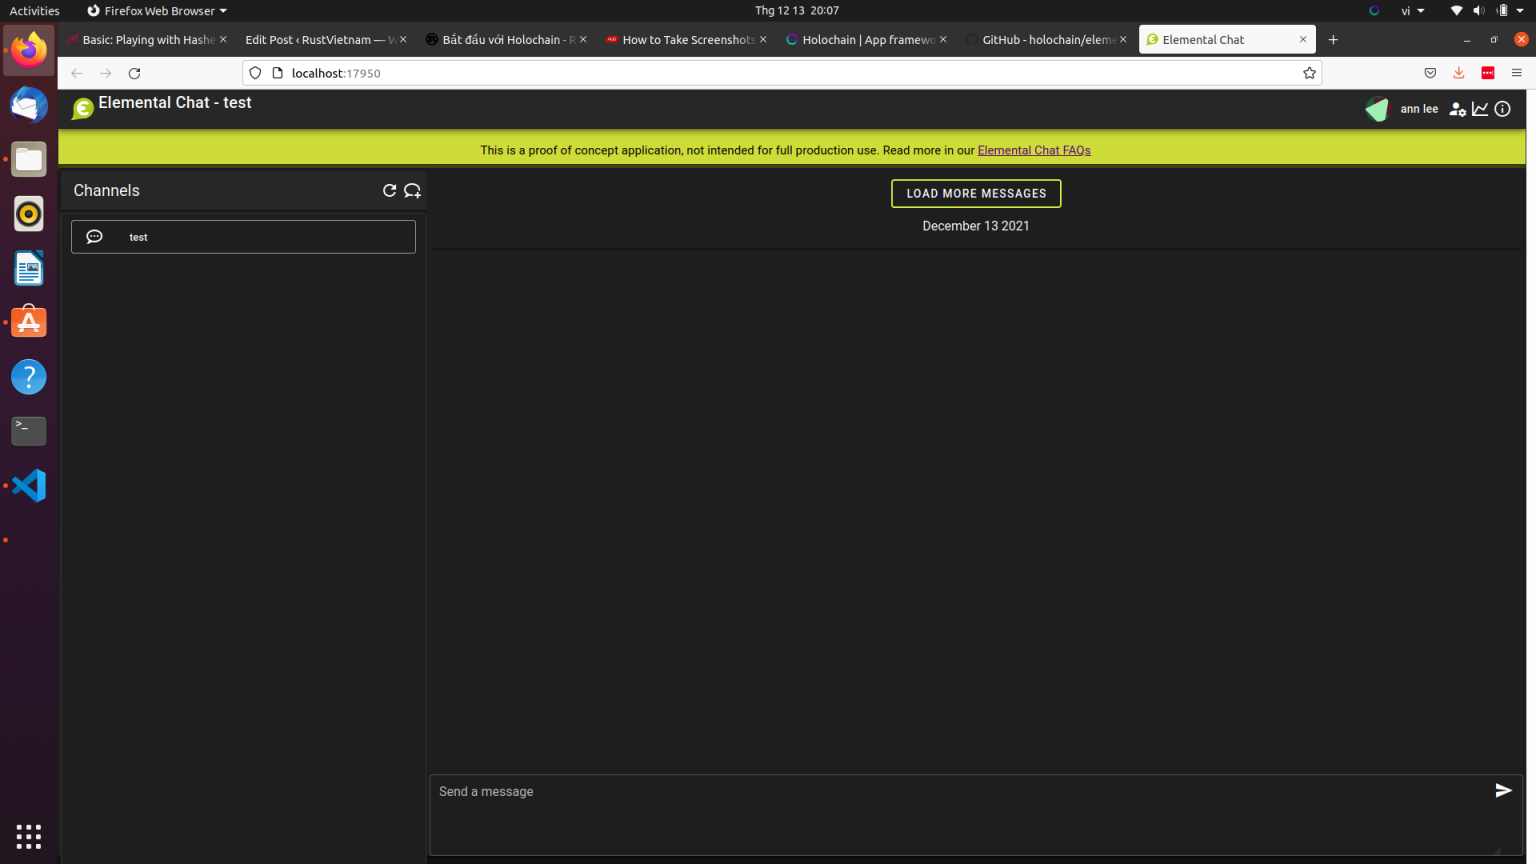 Activities Firefox Web Browser Thg 12 13 20:07 vi
Basic: Playing with Hashe Edit Post ‹ RustVietnam — W Bắt đầu với Holochain - R How to Take Screenshots Holochain | App framewo GitHub - holochain/eleme Elemental Chat
localhost:17950
Elemental Chat - test ann lee
This is a proof of concept application, not intended for full production use. Read more in our Elemental Chat FAQs
Channels
LOAD MORE MESSAGES
December 13 2021
test
Send a message